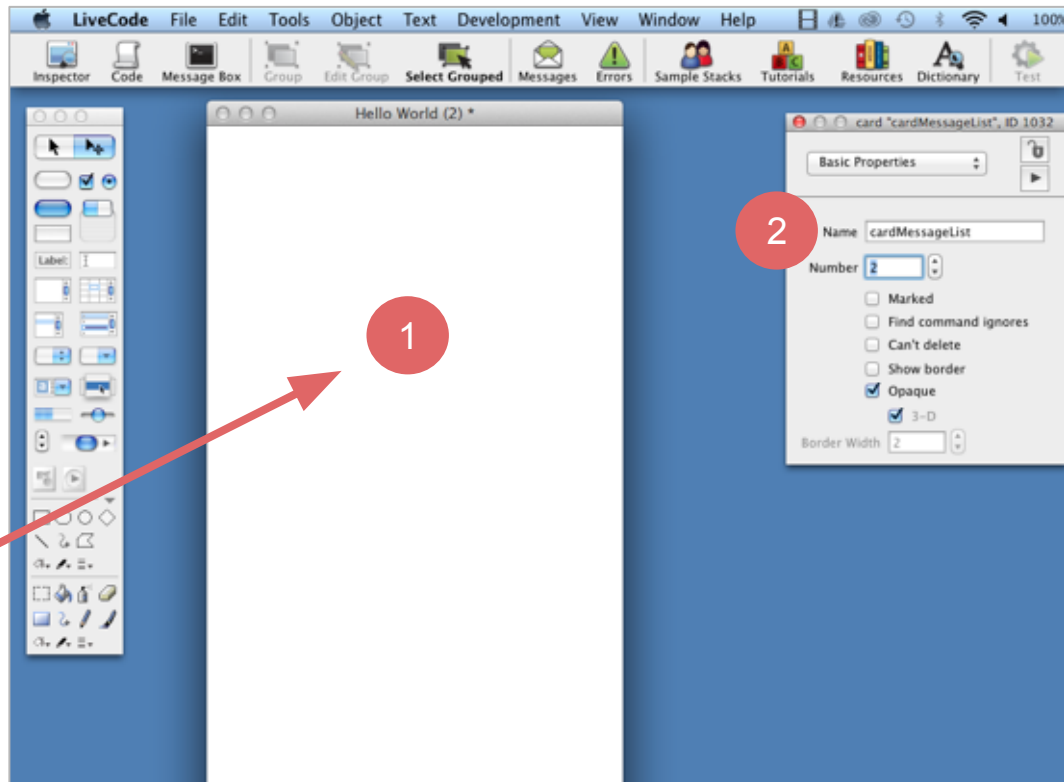 LiveCode File Edit Tools Object Text Development View Window Help 100%
Inspector Code Message Box Group Edit Group Select Grouped Messages Errors Sample Stacks Tutorials Resources Dictionary Test
Hello World (2) *
card "cardMessageList", ID 1032
Basic Properties
2
Name cardMessageList
Number 2
Label:
Marked
Find command ignores
1
Can't delete
Show border
Opaque
3-D
Border Width 2